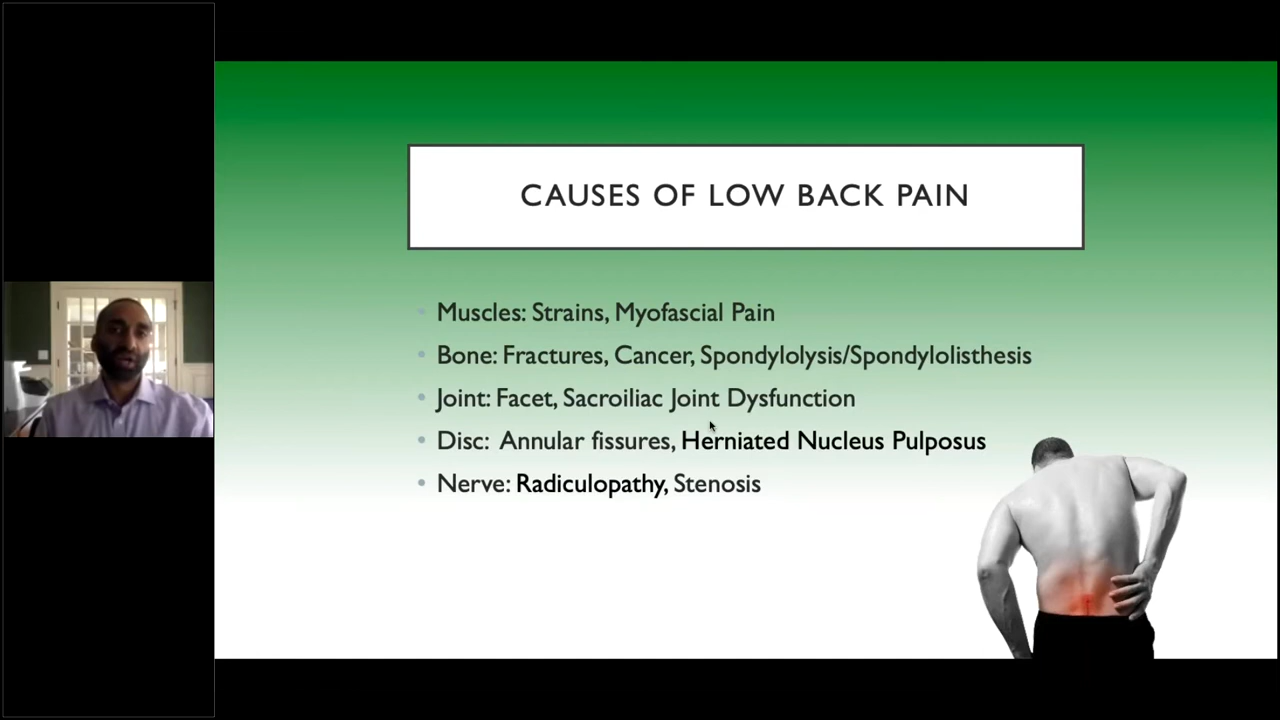 CAUSES OF LOW BACK PAIN
• Muscles: Strains, Myofascial Pain
• Bone: Fractures, Cancer, Spondylolysis/Spondylolisthesis
• Joint: Facet, Sacroiliac Joint Dysfunction
• Disc: Annular fissures, Herniated Nucleus Pulposus
• Nerve: Radiculopathy, Stenosis